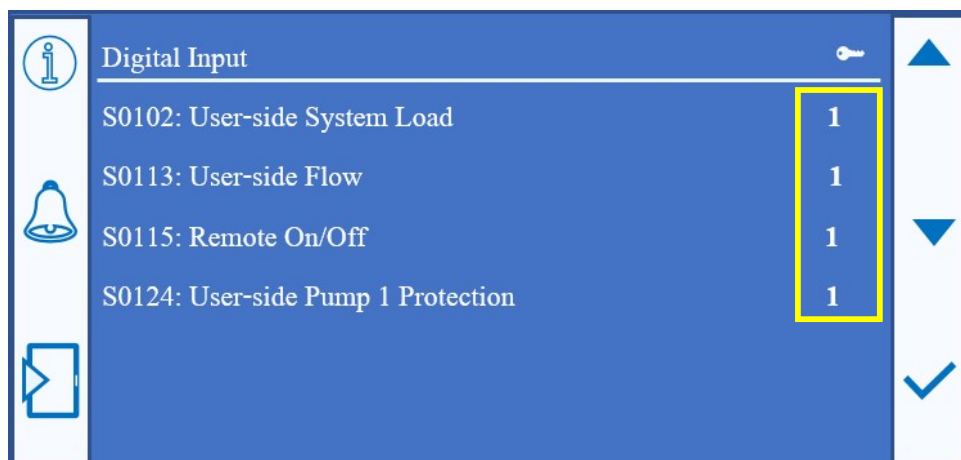 Digital Input
S0102: User-side System Load 1
S0113: User-side Flow 1
S0115: Remote On/Off 1
S0124: User-side Pump 1 Protection 1